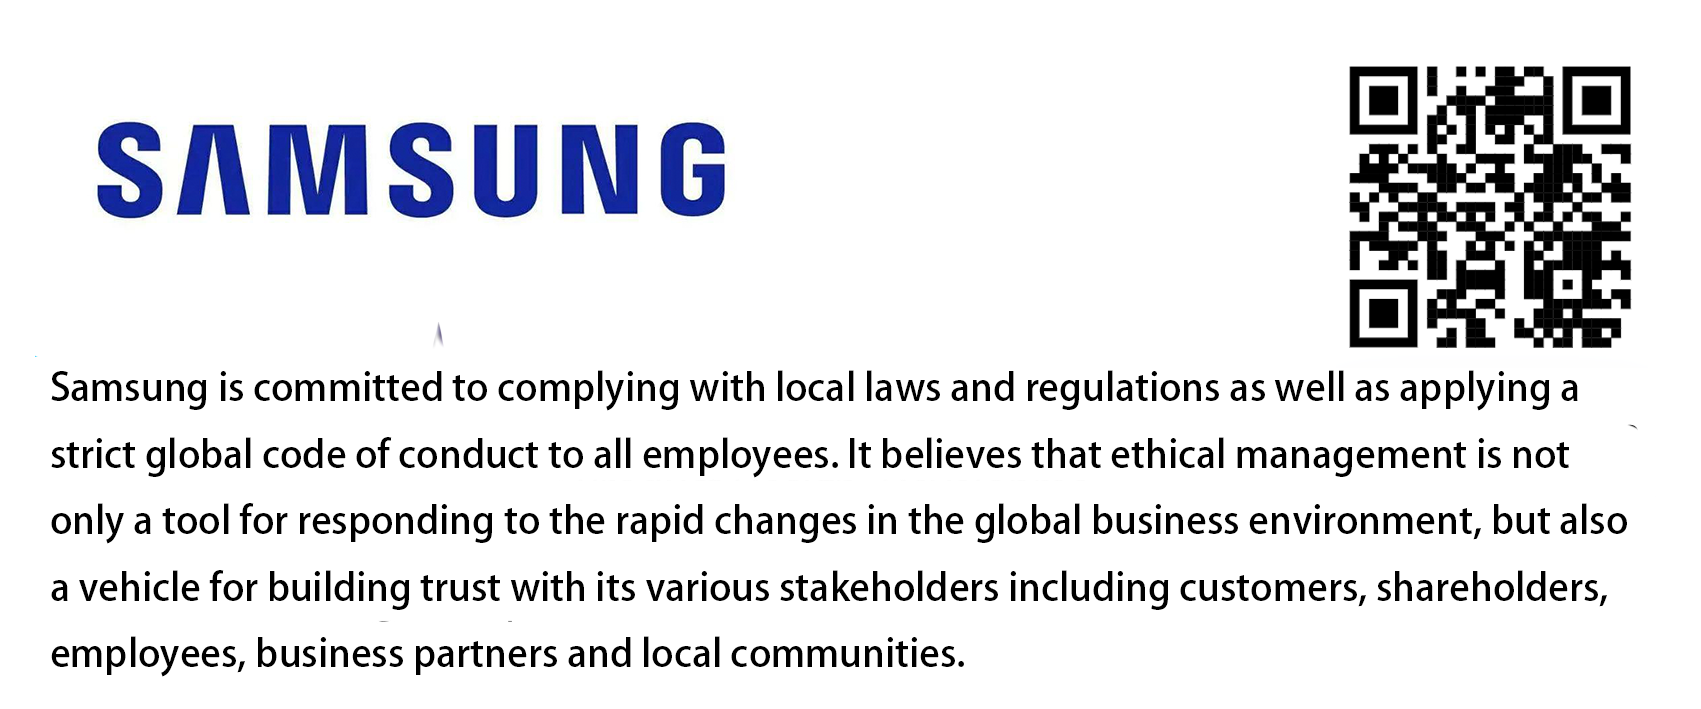 SAMSUNG
Samsung is committed to complying with local laws and regulations as well as applying a
strict global code of conduct to all employees. It believes that ethical management is not
only a tool for responding to the rapid changes in the global business environment, but also
a vehicle for building trust with its various stakeholders including customers, shareholders,
employees, business partners and local communities.